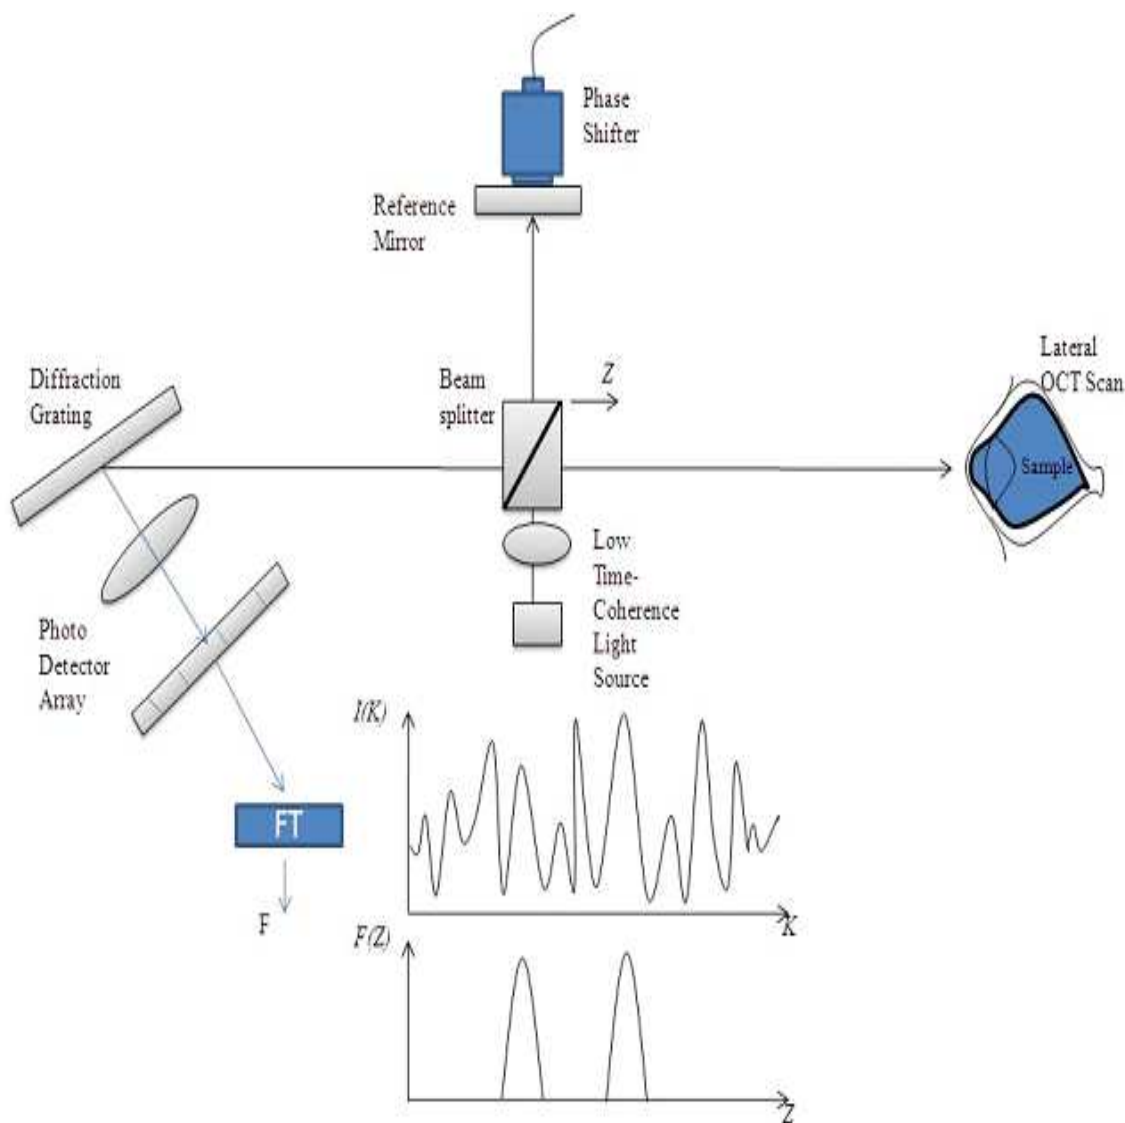 Phase
Shifter
Reference
Mirror
Lateral
OCT Scan
Diffraction
Grating
Beam
splitter
Z
Sample
Low
Time-
Coherence
Light
Source
Photo
Detector
Array
I(K)
FT
F
K
F(Z)
Z